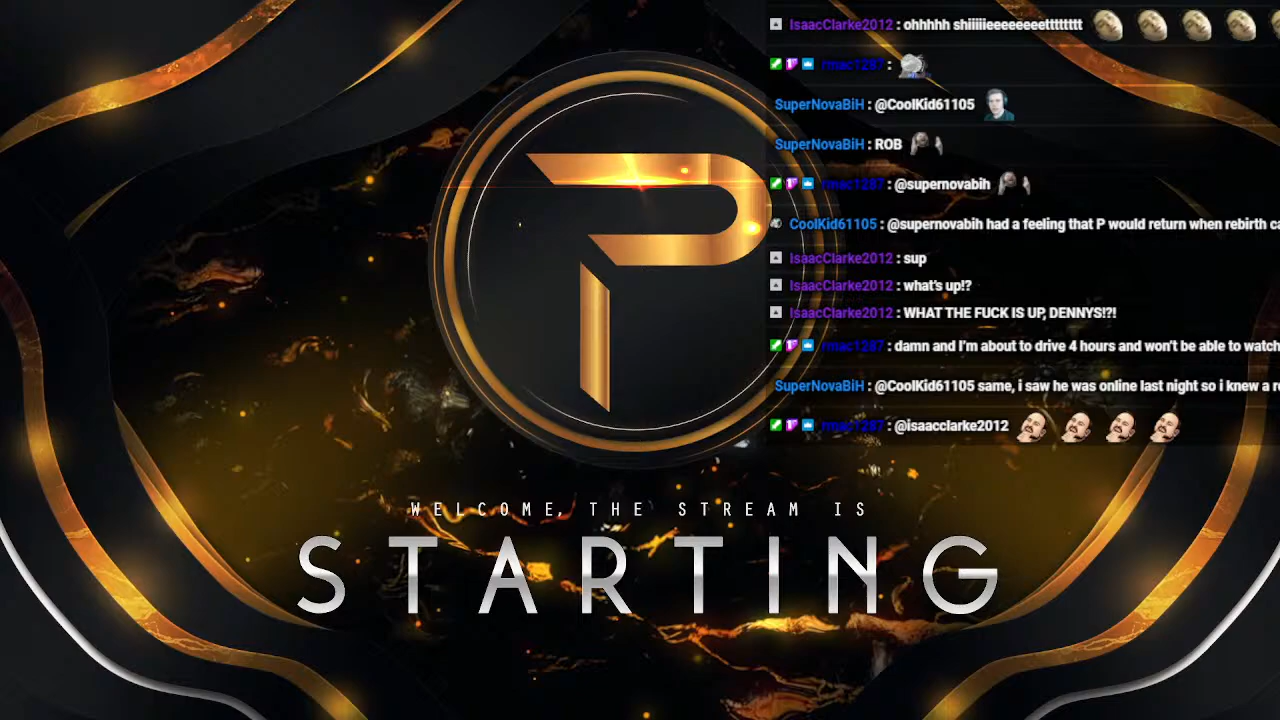 IsaacClarke2012 : ohhhhh shiiiiieeeeeeeetttttttt
rmac1287 :
SuperNovaBiH : @CoolKid61105
SuperNovaBiH : ROB
rmac1287 : @supernovabih
CoolKid61105 : @supernovabih had a feeling that P would return when rebirth ca
IsaacClarke2012 : sup
IsaacClarke2012 : what's up!?
IsaacClarke2012 : WHAT THE FUCK IS UP, DENNYS!?!
rmac1287 : damn and I'm about to drive 4 hours and won't be able to watch
SuperNovaBiH : @CoolKid61105 same, i saw he was online last night so i knew a r
rmac1287 : @isaacclarke2012
P
WELCOME, THE STREAM IS
STARTING